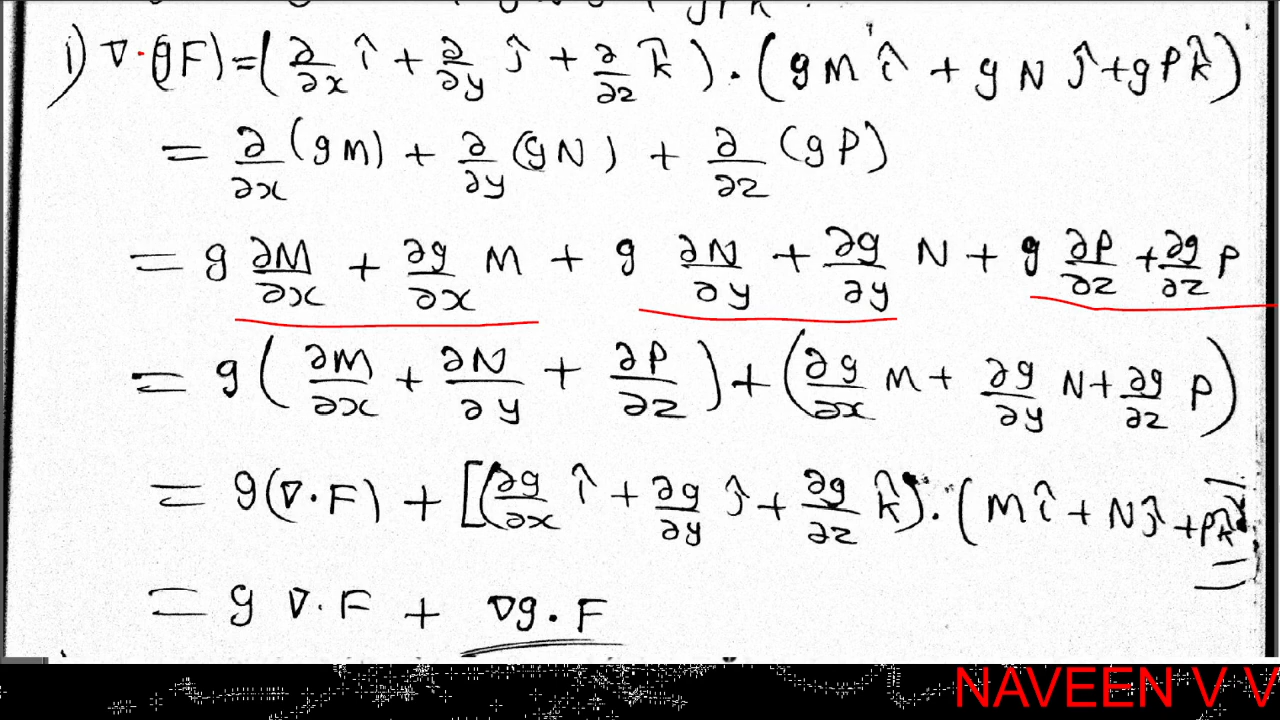 i) ∇·(gF) = (∂/∂x î + ∂/∂y ĵ + ∂/∂z k̂) · (gM î + gN ĵ + gP k̂)
= ∂/∂x (gM) + ∂/∂y (gN) + ∂/∂z (gP)
= g ∂M/∂x + ∂g/∂x M + g ∂N/∂y + ∂g/∂y N + g ∂P/∂z + ∂g/∂z P
= g (∂M/∂x + ∂N/∂y + ∂P/∂z) + (∂g/∂x M + ∂g/∂y N + ∂g/∂z P)
= g(∇·F) + [(∂g/∂x î + ∂g/∂y ĵ + ∂g/∂z k̂) · (M î + N ĵ + P k̂)]
= g ∇·F + ∇g · F
NAVEEN V V